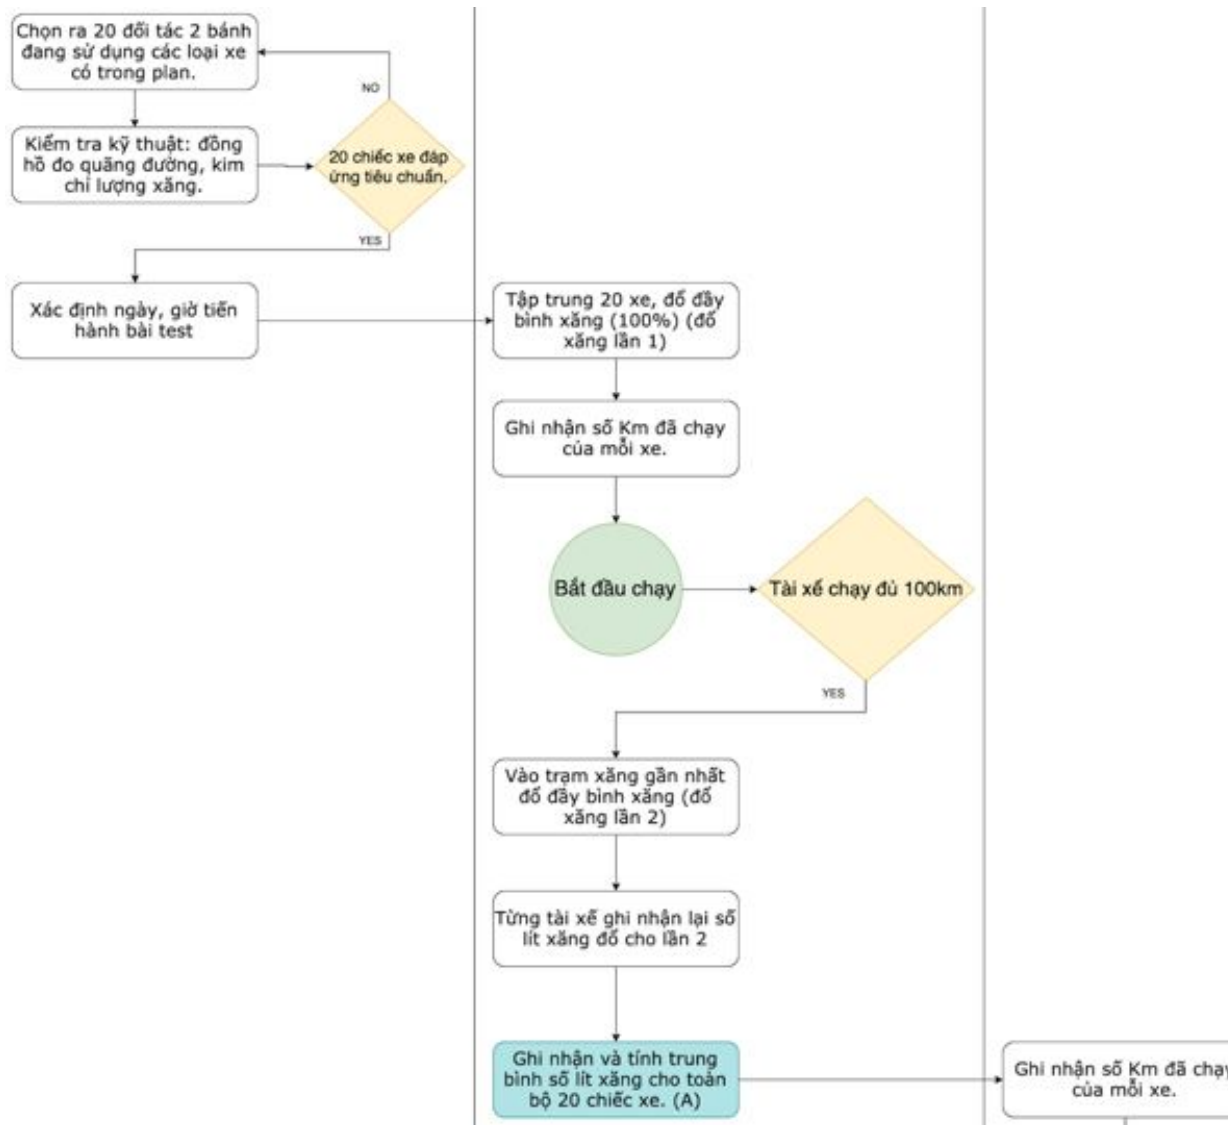 Chọn ra 20 đối tác 2 bánh
đang sử dụng các loại xe
có trong plan.
NO
Kiểm tra kỹ thuật: đồng
hồ đo quãng đường, kim
chỉ lượng xăng.
20 chiếc xe đáp
ứng tiêu chuẩn.
YES
Xác định ngày, giờ tiến
hành bài test
Tập trung 20 xe, đổ đầy
bình xăng (100%) (đổ
xăng lần 1)
Ghi nhận số Km đã chạy
của mỗi xe.
Bắt đầu chạy
Tài xế chạy đủ 100km
YES
Vào trạm xăng gần nhất
đổ đầy bình xăng (đổ
xăng lần 2)
Từng tài xế ghi nhận lại số
lít xăng đổ cho lần 2
Ghi nhận và tính trung
bình số lít xăng cho toàn
bộ 20 chiếc xe. (A)
Ghi nhận số Km đã chạy
của mỗi xe.